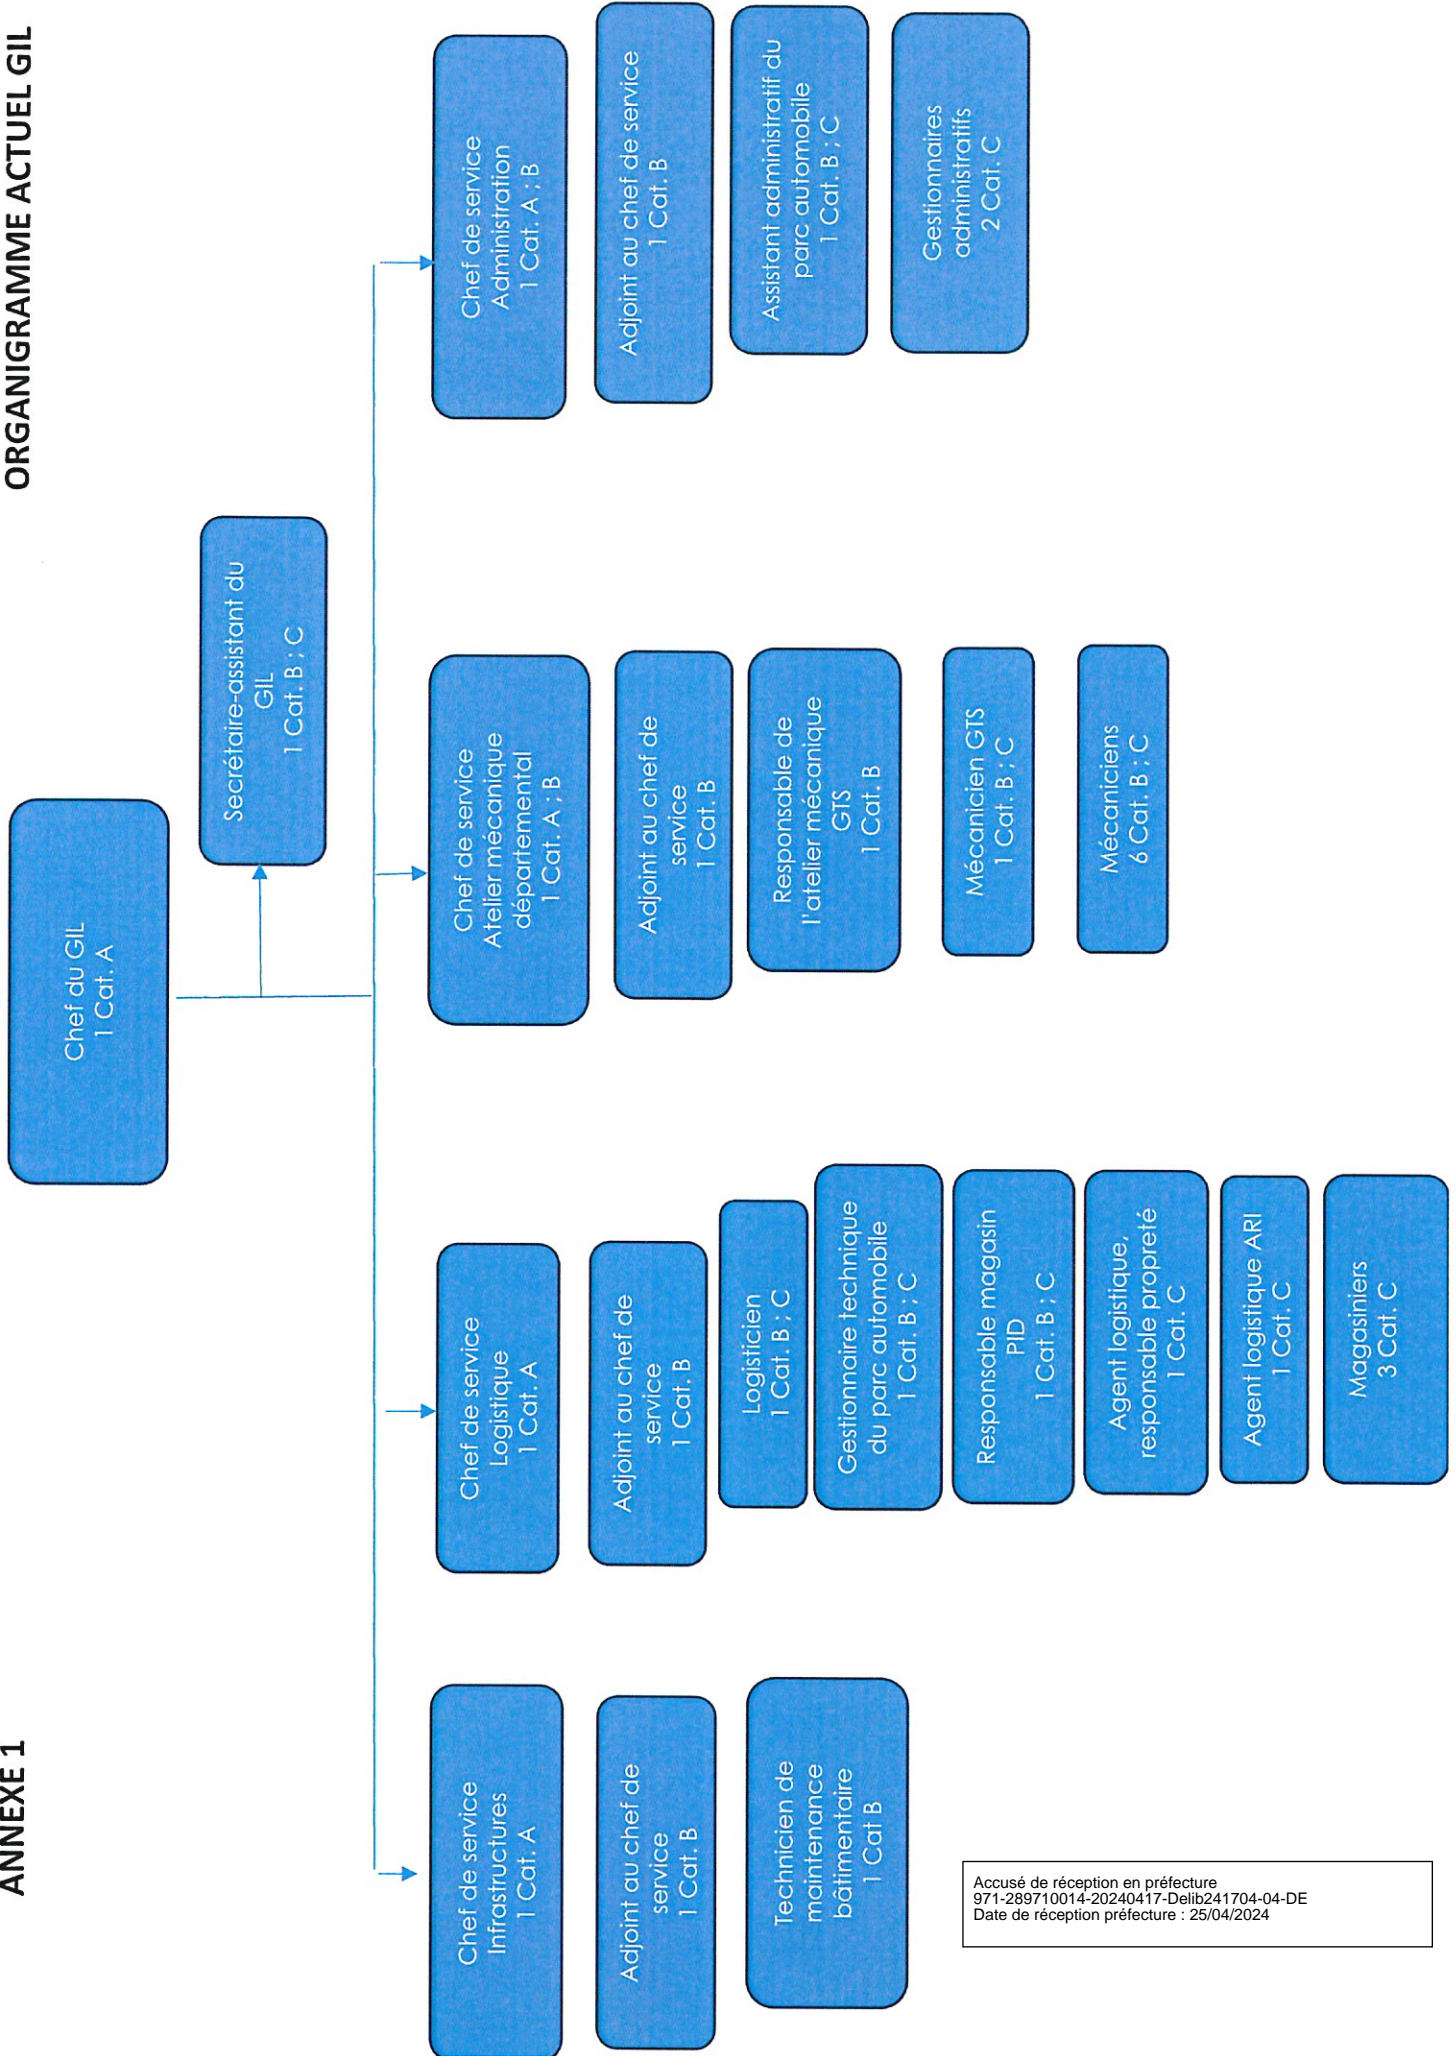 ANNEXE 1
ORGANIGRAMME ACTUEL GIL
Chef du GIL
1 Cat. A
Secrétaire-assistant du
GIL
1 Cat. B ; C
Chef de service
Infrastructures
1 Cat. A
Adjoint au chef de
service
1 Cat. B
Technicien de
maintenance
bâtimentaire
1 Cat B
Chef de service
Logistique
1 Cat. A
Adjoint au chef de
service
1 Cat. B
Logisticien
1 Cat. B ; C
Gestionnaire technique
du parc automobile
1 Cat. B ; C
Responsable magasin
PID
1 Cat. B ; C
Agent logistique,
responsable propreté
1 Cat. C
Agent logistique ARI
1 Cat. C
Magasiniers
3 Cat. C
Chef de service
Atelier mécanique
départemental
1 Cat. A ; B
Adjoint au chef de
service
1 Cat. B
Responsable de
l'atelier mécanique
GTS
1 Cat. B
Mécanicien GTS
1 Cat. B ; C
Mécaniciens
6 Cat. B ; C
Chef de service
Administration
1 Cat. A ; B
Adjoint au chef de service
1 Cat. B
Assistant administratif du
parc automobile
1 Cat. B ; C
Gestionnaires
administratifs
2 Cat. C
Accusé de réception en préfecture
971-289710014-20240417-Delib241704-04-DE
Date de réception préfecture : 25/04/2024